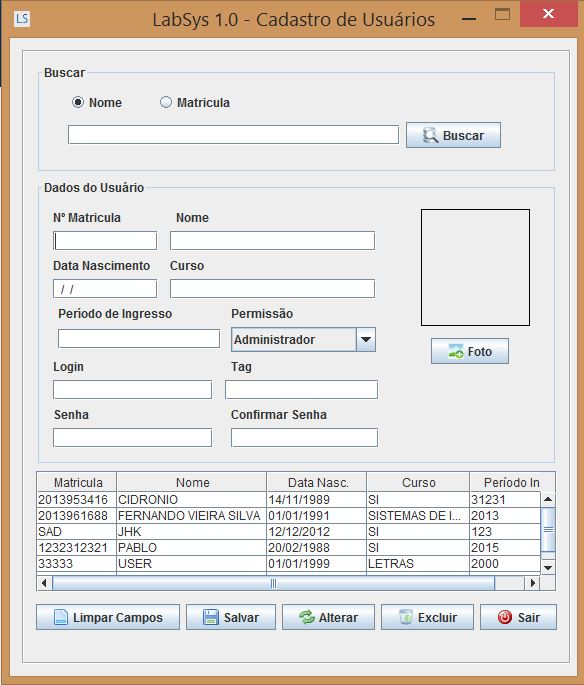 LS LabSys 1.0 - Cadastro de Usuários
Buscar
Nome Matricula
Buscar
Dados do Usuário
Nº Matricula Nome
Data Nascimento Curso
/ /
Período de Ingresso Permissão
Administrador
Foto
Login Tag
Senha Confirmar Senha
Matricula Nome Data Nasc. Curso Período In
2013953416 CIDRONIO 14/11/1989 SI 31231
2013961688 FERNANDO VIEIRA SILVA 01/01/1991 SISTEMAS DE I... 2013
SAD JHK 12/12/2012 SI 123
1232312321 PABLO 20/02/1988 SI 2015
33333 USER 01/01/1999 LETRAS 2000
Limpar Campos Salvar Alterar Excluir Sair